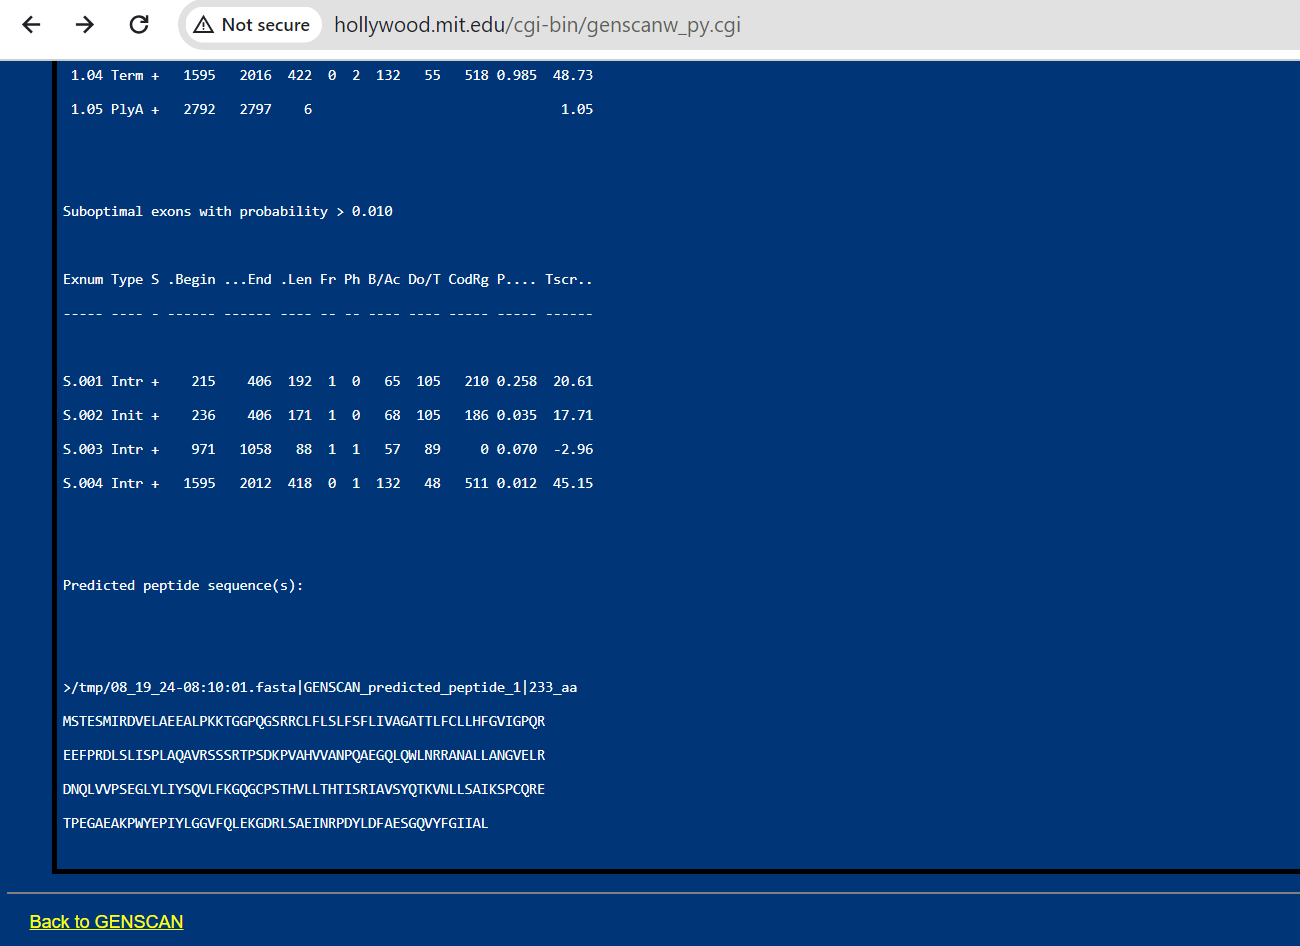 Not secure hollywood.mit.edu/cgi-bin/genscanw_py.cgi
1.04 Term + 1595 2016 422 0 2 132 55 518 0.985 48.73
1.05 PlyA + 2792 2797 6 1.05
Suboptimal exons with probability > 0.010
Exnum Type S .Begin ...End .Len Fr Ph B/Ac Do/T CodRg P.... Tscr..
----- ---- - ------ ------ ---- -- -- ---- ---- ----- ----- ------
S.001 Intr + 215 406 192 1 0 65 105 210 0.258 20.61
S.002 Init + 236 406 171 1 0 68 105 186 0.035 17.71
S.003 Intr + 971 1058 88 1 1 57 89 0 0.070 -2.96
S.004 Intr + 1595 2012 418 0 1 132 48 511 0.012 45.15
Predicted peptide sequence(s):
>/tmp/08_19_24-08:10:01.fasta|GENSCAN_predicted_peptide_1|233_aa
MSTESMIRDVELAEEALPKKTGGPQGSRRCLFLSLFSFLIVAGATTLFCLLHFGVIGPQR
EEFPRDLSLISPLAQAVRSSSRTPSDKPVAHVVANPQAEGQLQWLNRRANALLANGVELR
DNQLVVPSEGLYLIYSQVLFKGQGCPSTHVLLTHTISRIAVSYQTKVNLLSAIKSPCQRE
TPEGAEAKPWYEPIYLGGVFQLEKGDRLSAEINRPDYLDFAESGQVYFGIIAL
Back to GENSCAN